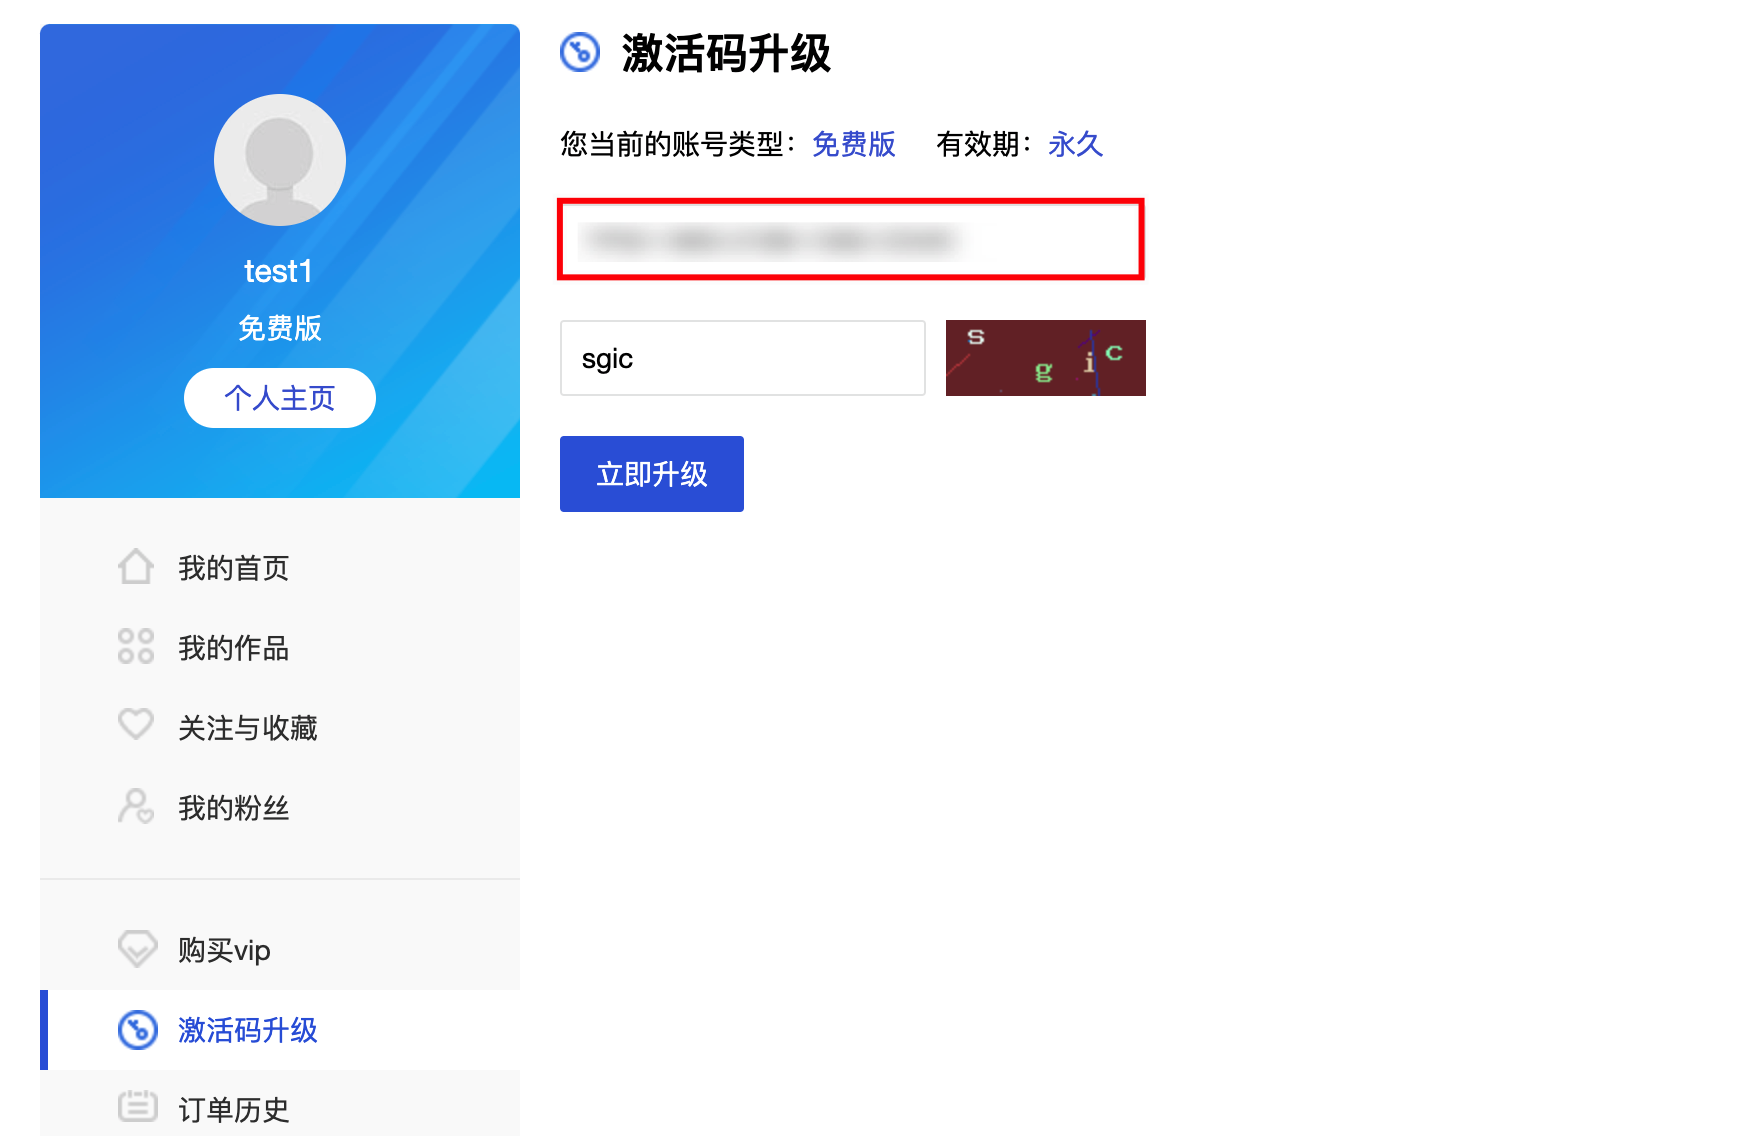 test1
免费版
个人主页
我的首页
我的作品
关注与收藏
我的粉丝
购买vip
激活码升级
订单历史
激活码升级
您当前的账号类型：免费版 有效期：永久
sgic
s g i c
立即升级